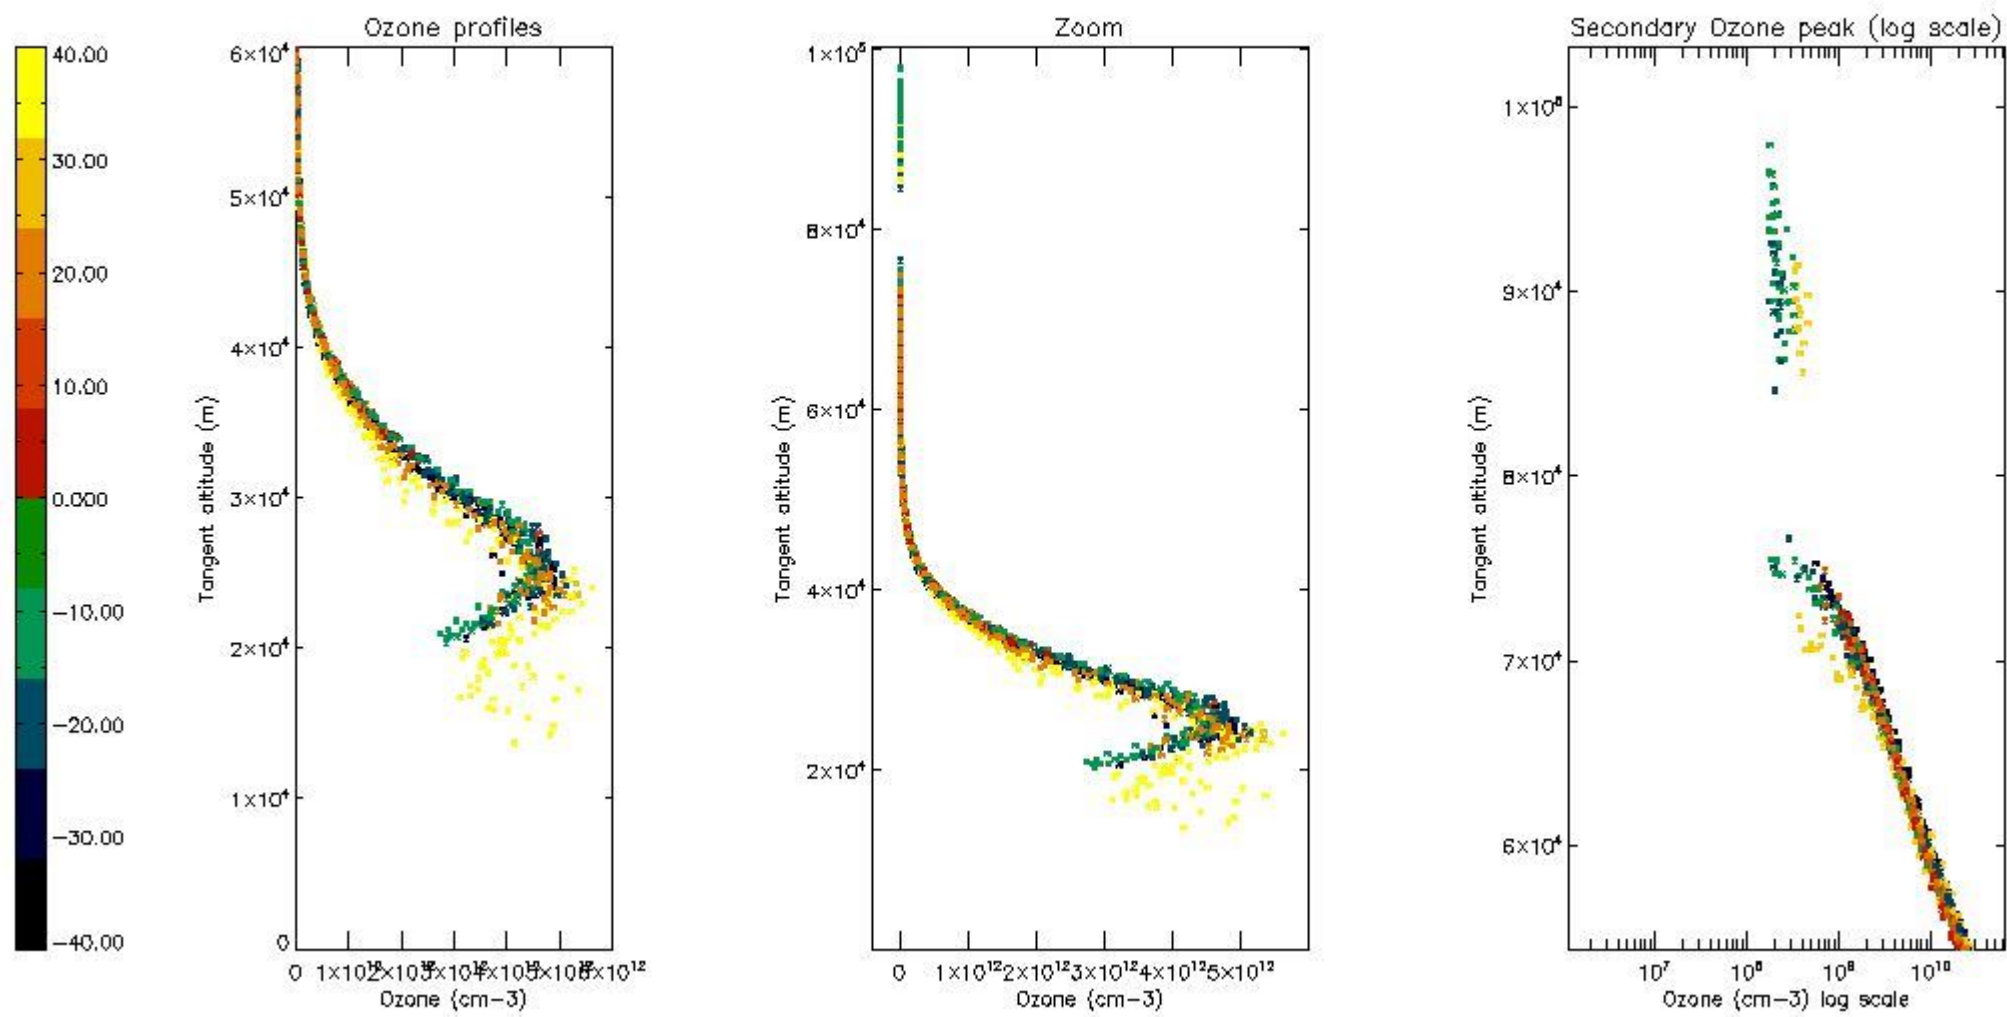 Ozone profiles
Zoom
Secondary Ozone peak (log scale)
40.00
30.00
20.00
10.00
-10.00
-20.00
-30.00
-40.00
6×10⁴
5×10⁴
4×10⁴
3×10⁴
2×10⁴
1×10⁴
0
Tangent altitude (m)
0
Ozone (cm-3)
1×10⁵
8×10⁴
6×10⁴
4×10⁴
2×10⁴
Tangent altitude (m)
0 1×10¹² 2×10¹² 3×10¹² 4×10¹² 5×10¹²
Ozone (cm-3)
9×10⁴
8×10⁴
7×10⁴
6×10⁴
Tangent altitude (m)
10⁷ 10⁸ 10⁹ 10¹⁰
Ozone (cm-3) log scale